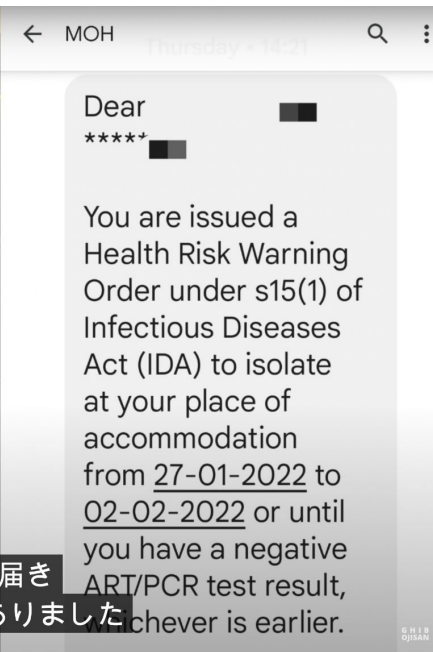 MOH
Thursday • 14:21
Dear
*****
You are issued a
Health Risk Warning
Order under s15(1) of
Infectious Diseases
Act (IDA) to isolate
at your place of
accommodation
from 27-01-2022 to
02-02-2022 or until
you have a negative
届き
ART/PCR test result,
りました
whichever is earlier.
GHIB
OJISAN